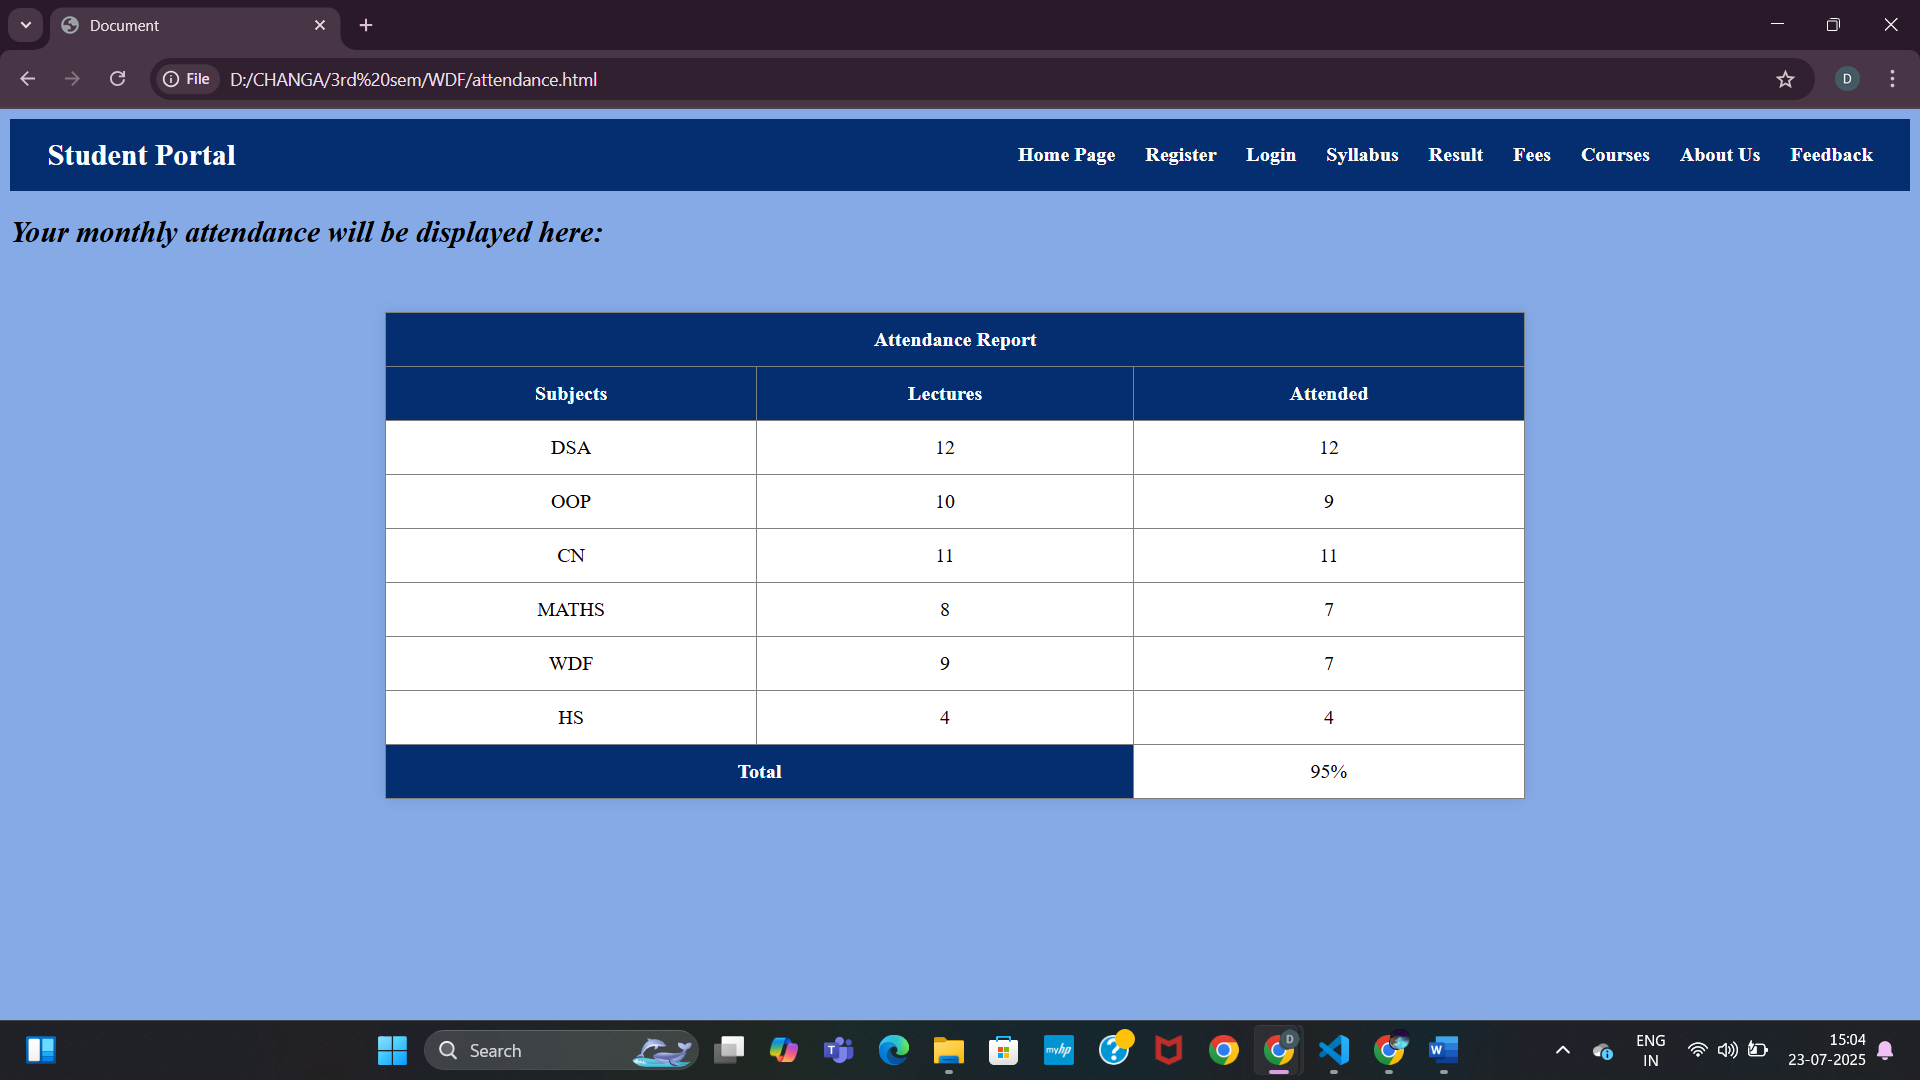 Document
File D:/CHANGA/3rd%20sem/WDF/attendance.html
D
Student Portal Home Page Register Login Syllabus Result Fees Courses About Us Feedback
Your monthly attendance will be displayed here:
Attendance Report
Subjects Lectures Attended
DSA 12 12
OOP 10 9
CN 11 11
MATHS 8 7
WDF 9 7
HS 4 4
Total 95%
Search
T
myhp
?
D
W
ENG
IN
15:04
23-07-2025